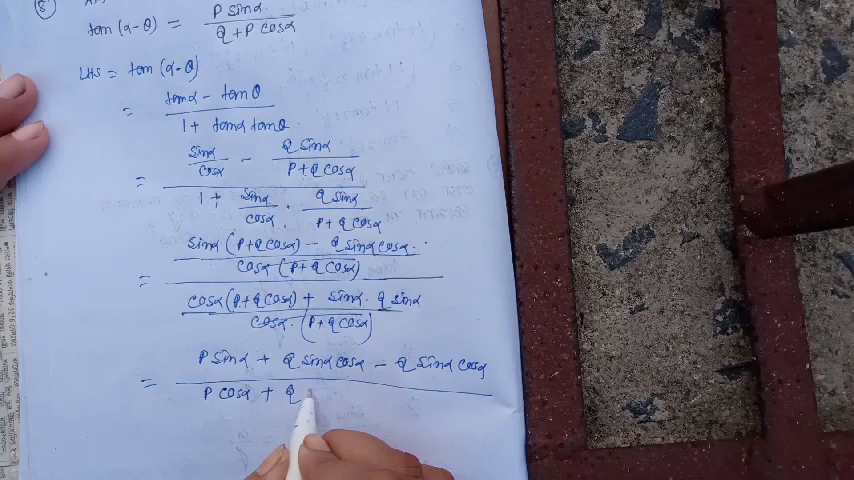 8
tan (α-θ) = P sinα / Q + P cosα
LHS = tan (α-θ)
= tanα - tanθ / 1 + tanα tanθ
= sinα/cosα - Q sinα/P+Q cosα / 1 + sinα/cosα . Q sinα/P+Q cosα
= sinα (P+Q cosα) - Q sinα cosα. / cosα (P+Q cosα) / cosα (P+Q cosα) + sinα. Q sinα / cosα. (P+Q cosα)
= P sinα + Q sinα cosα - Q sinα cosα / P cosα + Q